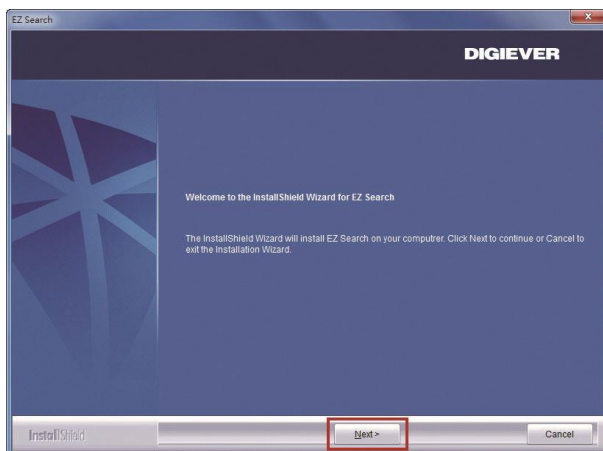 EZ Search
DIGIEVER
Welcome to the InstallShield Wizard for EZ Search
The InstallShield Wizard will install EZ Search on your computrer. Click Next to continue or Cancel to
exit the Installation Wizard.
InstallShield
Next >
Cancel